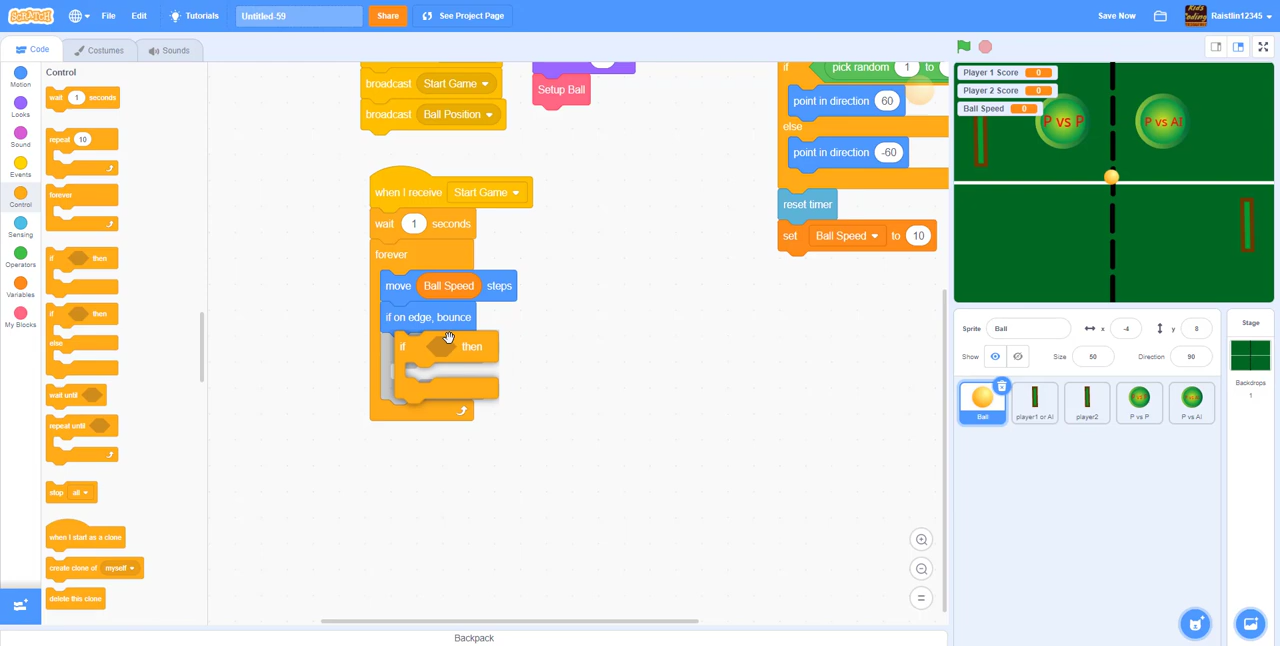 SCRATCH File Edit Tutorials Untitled-59 Share See Project Page Save Now Raistlin12345
Code Costumes Sounds
Motion
Looks
Sound
Events
Control
Sensing
Operators
Variables
My Blocks
Control
wait 1 seconds
repeat 10
forever
if then
if then
else
wait until
repeat until
stop all
when I start as a clone
create clone of myself
delete this clone
broadcast Start Game
broadcast Ball Position
when I receive Start Game
wait 1 seconds
forever
move Ball Speed steps
if on edge, bounce
if then
Setup Ball
if pick random 1 to
point in direction 60
else
point in direction -60
reset timer
set Ball Speed to 10
Player 1 Score 0
Player 2 Score 0
Ball Speed 0
P vs P P vs AI
Sprite Ball x -4 y 8
Show Size 50 Direction 90
Ball player1 or AI player2 P vs P P vs AI
Stage
Backdrops
1
Backpack